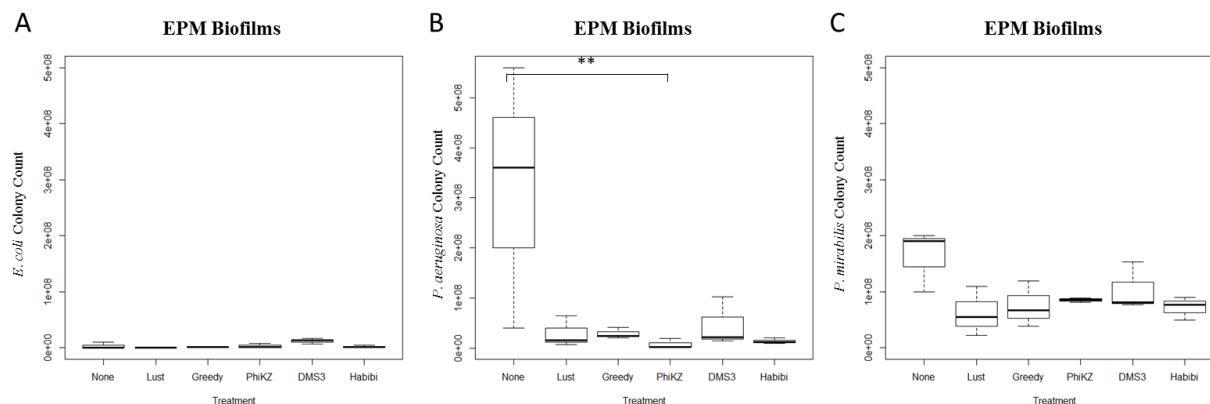 A
EPM Biofilms
E. coli Colony Count
5e+08
4e+08
3e+08
2e+08
1e+08
0e+00
None Lust Greedy PhiKZ DMS3 Habibi
Treatment
B
EPM Biofilms
**
P. aeruginosa Colony Count
5e+08
4e+08
3e+08
2e+08
1e+08
0e+00
None Lust Greedy PhiKZ DMS3 Habibi
Treatment
C
EPM Biofilms
P. mirabilis Colony Count
5e+08
4e+08
3e+08
2e+08
1e+08
0e+00
None Lust Greedy PhiKZ DMS3 Habibi
Treatment